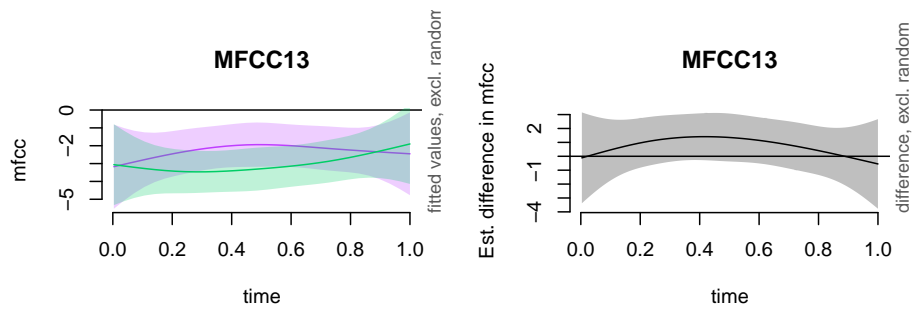 MFCC13
mfcc
0
−2
−5
0.0 0.2 0.4 0.6 0.8 1.0
time
fitted values, excl. random
MFCC13
Est. difference in mfcc
2
−1
−4
0.0 0.2 0.4 0.6 0.8 1.0
time
difference, excl. random